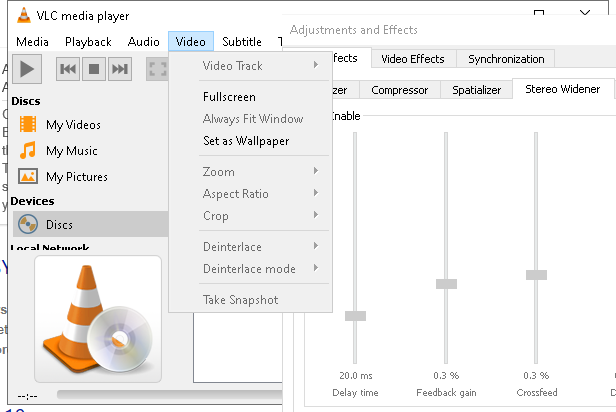 VLC media player
Media Playback Audio Video Subtitle
Discs
My Videos
My Music
My Pictures
Devices
Discs
Local Network
--:--
Video Track
Fullscreen
Always Fit Window
Set as Wallpaper
Zoom
Aspect Ratio
Crop
Deinterlace
Deinterlace mode
Take Snapshot
Adjustments and Effects
Video Effects Synchronization
Compressor Spatializer Stereo Widener
Enable
20.0 ms 0.3 % 0.3 %
Delay time Feedback gain Crossfeed